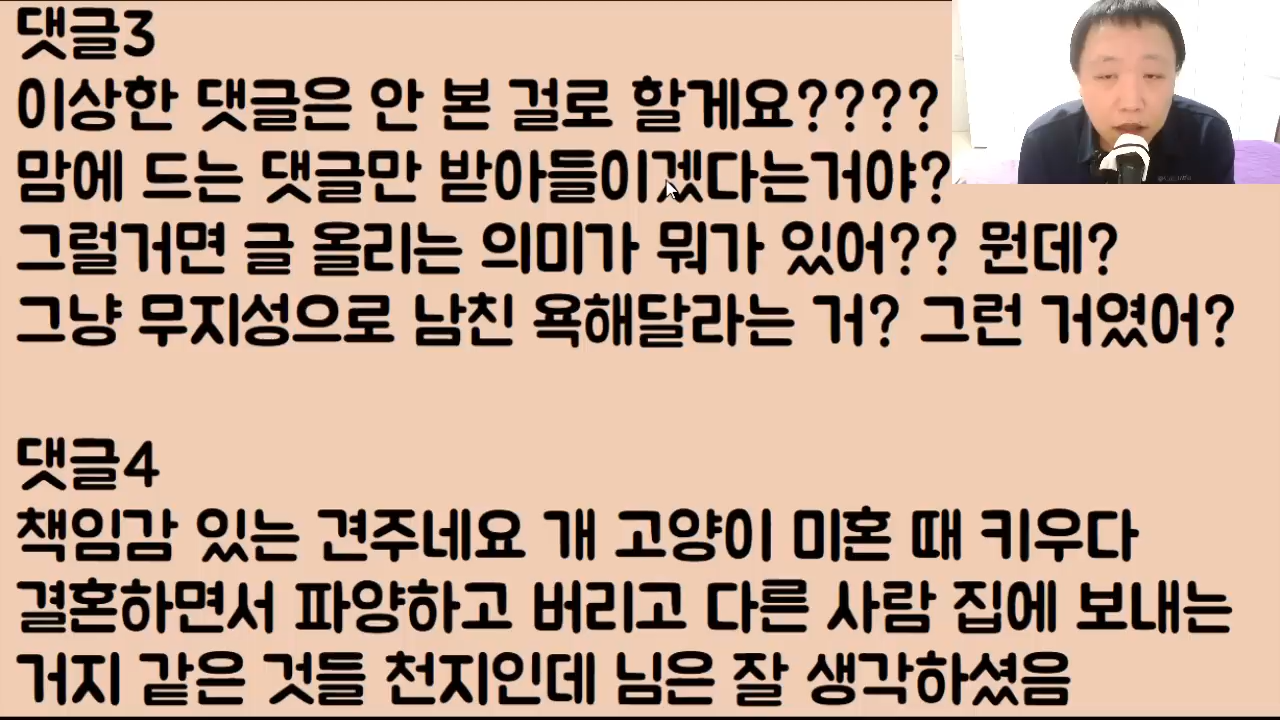 댓글3
이상한 댓글은 안 본 걸로 할게요????
맘에 드는 댓글만 받아들이겠다는거야?
그럴거면 글 올리는 의미가 뭐가 있어?? 뭔데?
그냥 무지성으로 남친 욕해달라는 거? 그런 거였어?
댓글4
책임감 있는 견주네요 개 고양이 미혼 때 키우다
결혼하면서 파양하고 버리고 다른 사람 집에 보내는
거지 같은 것들 천지인데 님은 잘 생각하셨음